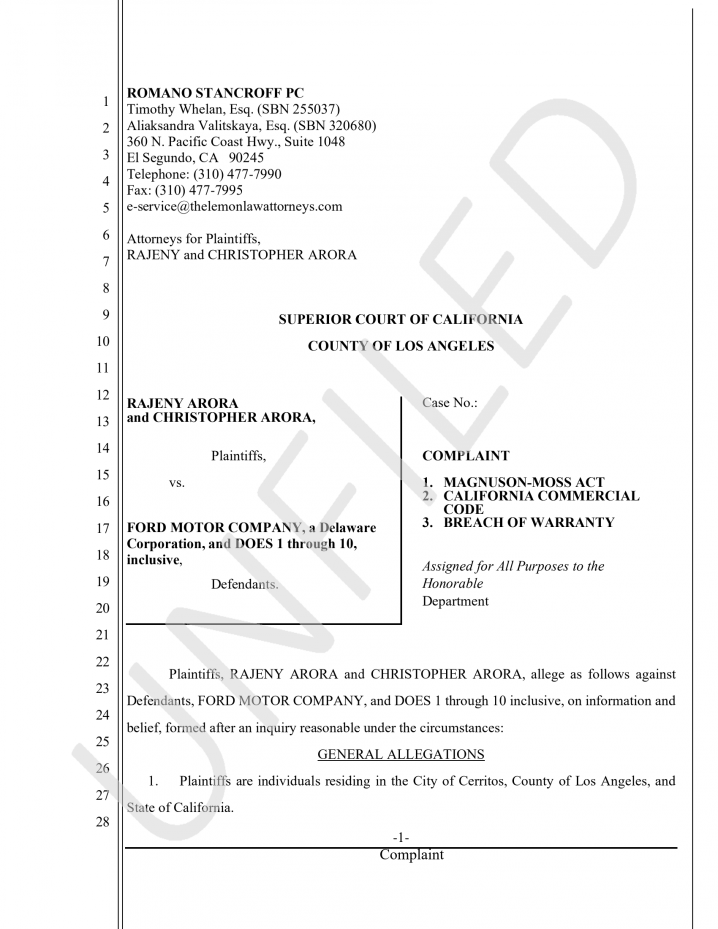 ROMANO STANCROFF PC
Timothy Whelan, Esq. (SBN 255037)
Aliaksandra Valitskaya, Esq. (SBN 320680)
360 N. Pacific Coast Hwy., Suite 1048
El Segundo, CA 90245
Telephone: (310) 477-7990
Fax: (310) 477-7995
e-service@thelemonlawattorneys.com
Attorneys for Plaintiffs,
RAJENY and CHRISTOPHER ARORA
SUPERIOR COURT OF CALIFORNIA
COUNTY OF LOS ANGELES
RAJENY ARORA
and CHRISTOPHER ARORA,
Plaintiffs,
vs.
FORD MOTOR COMPANY, a Delaware
Corporation, and DOES 1 through 10,
inclusive,
Defendants.
Case No.:
COMPLAINT
1. MAGNUSON-MOSS ACT
2. CALIFORNIA COMMERCIAL
CODE
3. BREACH OF WARRANTY
Assigned for All Purposes to the
Honorable
Department
Plaintiffs, RAJENY ARORA and CHRISTOPHER ARORA, allege as follows against
Defendants, FORD MOTOR COMPANY, and DOES 1 through 10 inclusive, on information and
belief, formed after an inquiry reasonable under the circumstances:
GENERAL ALLEGATIONS
1. Plaintiffs are individuals residing in the City of Cerritos, County of Los Angeles, and
State of California.
-1-
Complaint
1
2
3
4
5
6
7
8
9
10
11
12
13
14
15
16
17
18
19
20
21
22
23
24
25
26
27
28
UNFILED